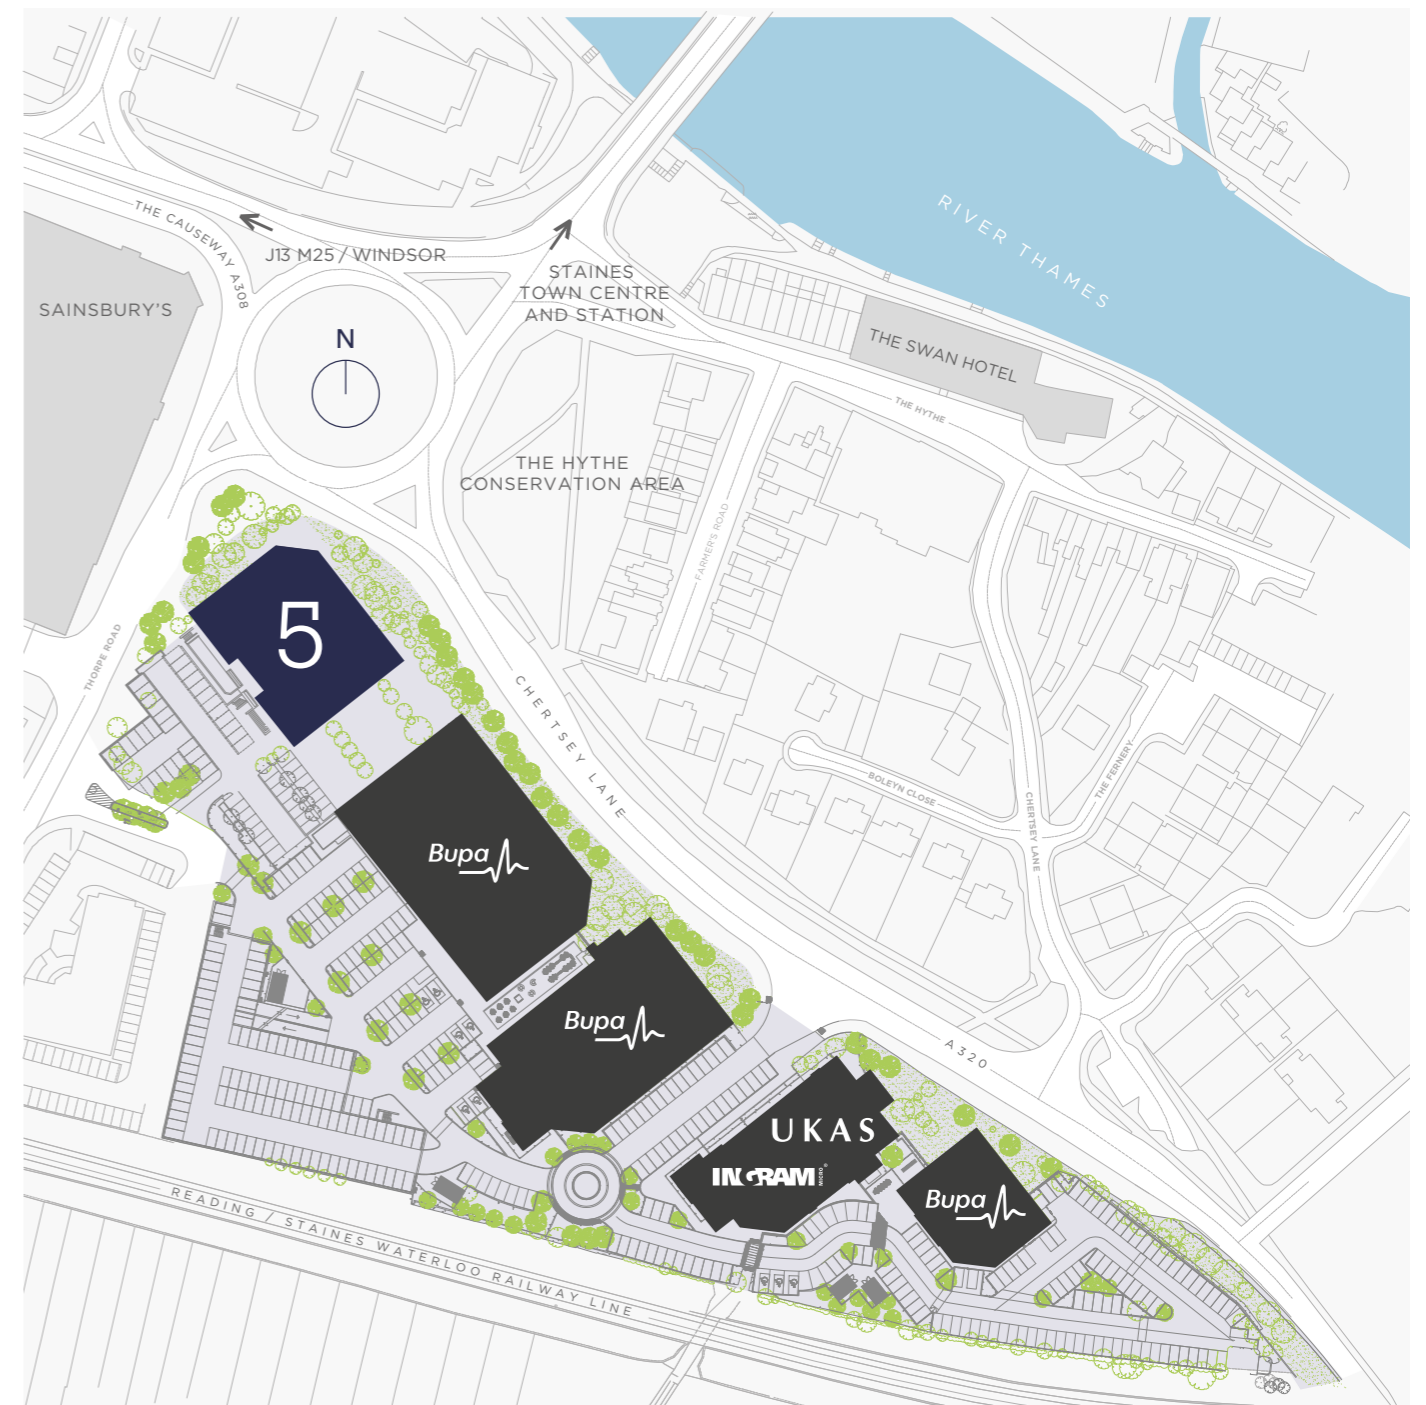 RIVER THAMES
THE CAUSEWAY A308
J13 M25 / WINDSOR
STAINES
TOWN CENTRE
AND STATION
SAINSBURY'S
N
THE SWAN HOTEL
THE HYTHE
THE HYTHE
CONSERVATION AREA
FARMER'S ROAD
5
THORPE ROAD
CHERTSEY LANE
BOLEYN CLOSE
THE FERNERY
CHERTSEY LANE
Bupa
Bupa
A320
UKAS
INGRAM
MICRO
®
Bupa
READING / STAINES WATERLOO RAILWAY LINE